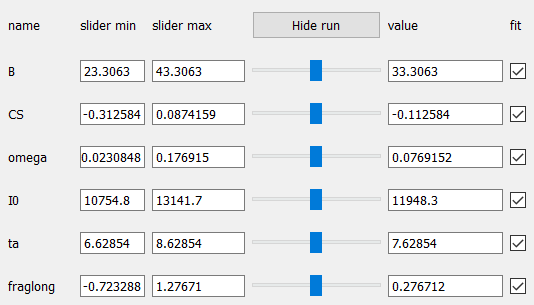 name slider min slider max Hide run value fit
B 23.3063 43.3063 33.3063
CS -0.312584 0.0874159 -0.112584
omega 0.0230848 0.176915 0.0769152
I0 10754.8 13141.7 11948.3
ta 6.62854 8.62854 7.62854
fraglong -0.723288 1.27671 0.276712